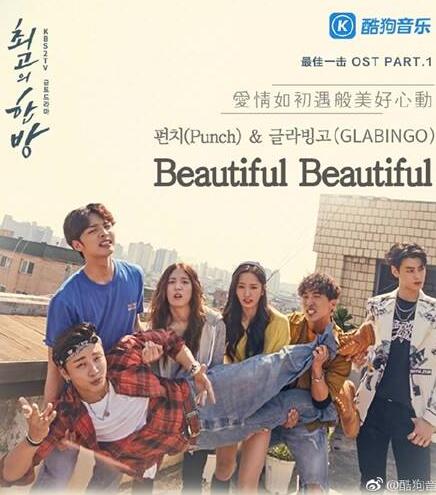 최고의 한방
KBS2TV 금토드라마
K 酷狗音乐
最佳一击 OST PART.1
愛情如初遇般美好心動
펀치(Punch) & 글라빙고(GLABINGO)
Beautiful Beautiful
@酷狗音